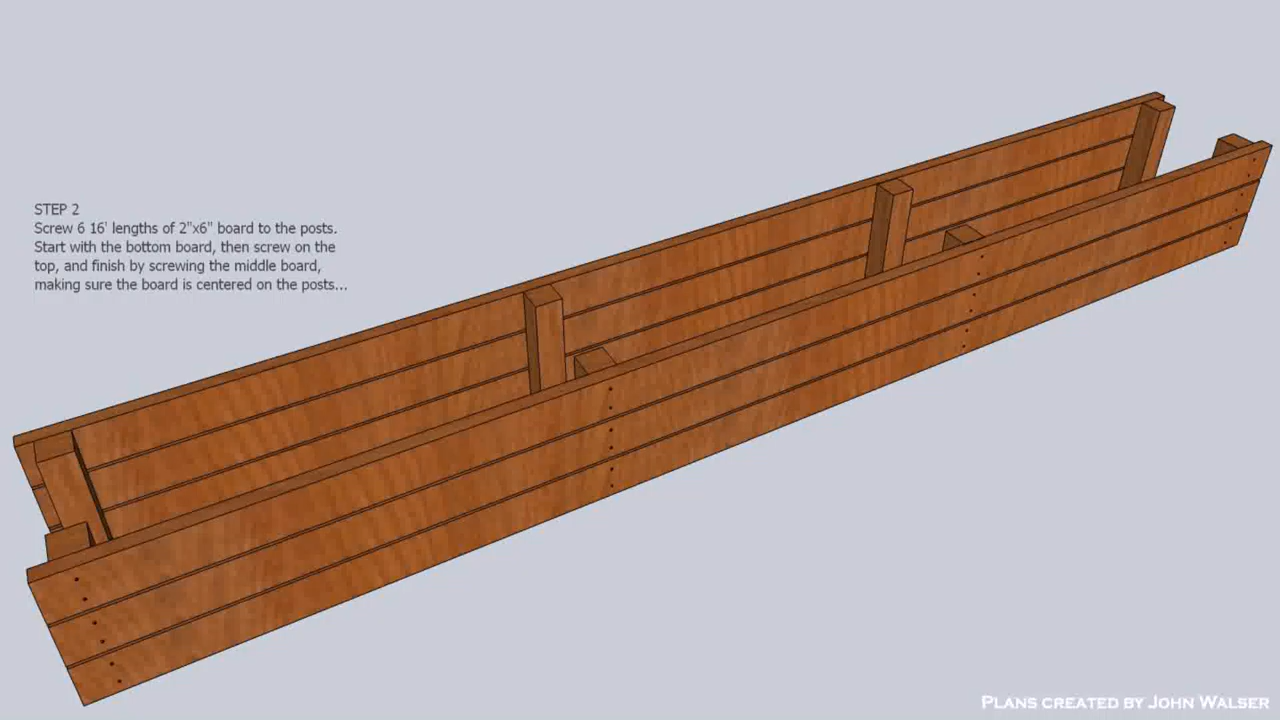 STEP 2
Screw 6 16' lengths of 2"x6" board to the posts.
Start with the bottom board, then screw on the
top, and finish by screwing the middle board,
making sure the board is centered on the posts...
PLANS CREATED BY JOHN WALSER